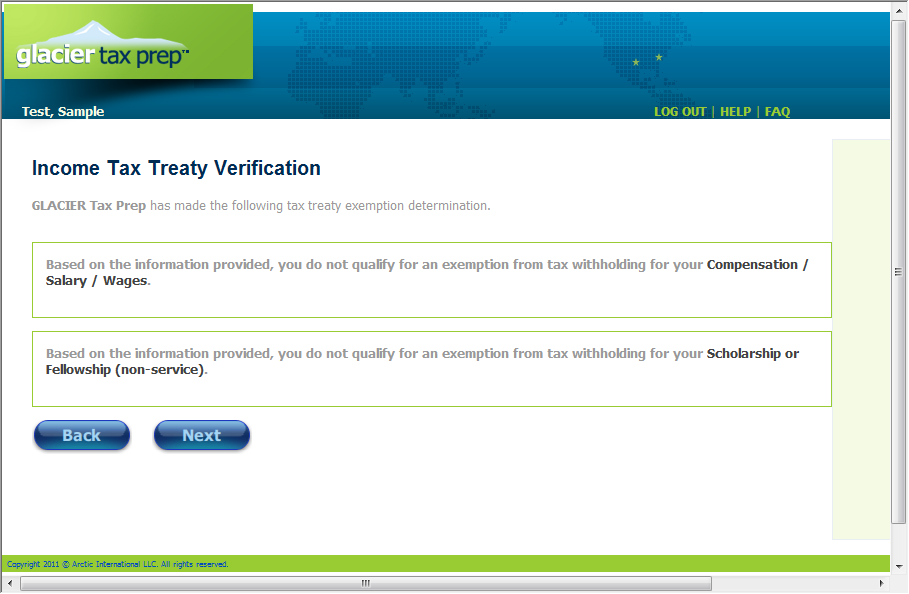 glacier tax prep™
Test, Sample
LOG OUT | HELP | FAQ
Income Tax Treaty Verification
GLACIER Tax Prep has made the following tax treaty exemption determination.
Based on the information provided, you do not qualify for an exemption from tax withholding for your Compensation /
Salary / Wages.
Based on the information provided, you do not qualify for an exemption from tax withholding for your Scholarship or
Fellowship (non-service).
Back Next
Copyright 2011 © Arctic International LLC. All rights reserved.